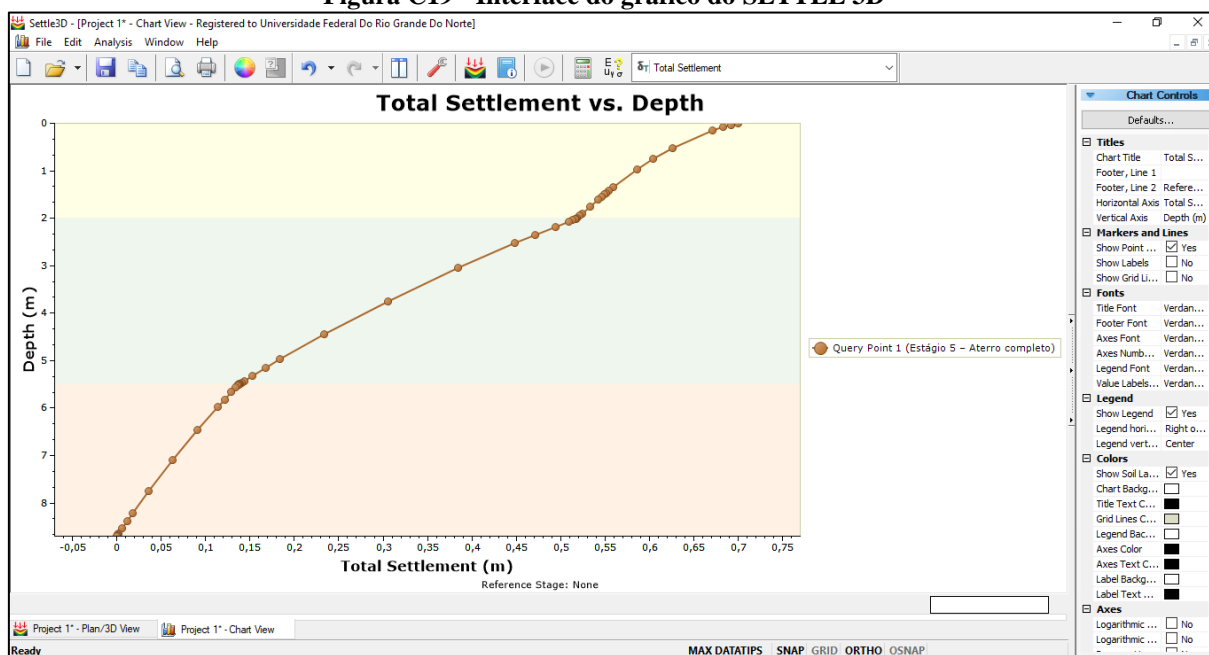 Figura C19 - Interface do gráfico do SETTLE 3D
Settle3D - [Project 1* - Chart View - Registered to Universidade Federal Do Rio Grande Do Norte]
File Edit Analysis Window Help
δT Total Settlement
Total Settlement vs. Depth
Depth (m)
0
1
2
3
4
5
6
7
8
-0,05 0 0,05 0,1 0,15 0,2 0,25 0,3 0,35 0,4 0,45 0,5 0,55 0,6 0,65 0,7 0,75
Total Settlement (m)
Reference Stage: None
Query Point 1 (Estágio 5 – Aterro completo)
Chart Controls
Defaults...
Titles
Chart Title Total S...
Footer, Line 1
Footer, Line 2 Refere...
Horizontal Axis Total S...
Vertical Axis Depth (m)
Markers and Lines
Show Point ... Yes
Show Labels No
Show Grid Li... No
Fonts
Title Font Verdan...
Footer Font Verdan...
Axes Font Verdan...
Axes Numb... Verdan...
Legend Font Verdan...
Value Labels... Verdan...
Legend
Show Legend Yes
Legend hori... Right o...
Legend vert... Center
Colors
Show Soil La... Yes
Chart Backg...
Title Text C...
Grid Lines C...
Legend Bac...
Axes Color
Axes Text C...
Label Backg...
Label Text ...
Axes
Logarithmic ... No
Logarithmic ... No
Project 1* - Plan/3D View Project 1* - Chart View
Ready MAX DATATIPS SNAP GRID ORTHO OSNAP